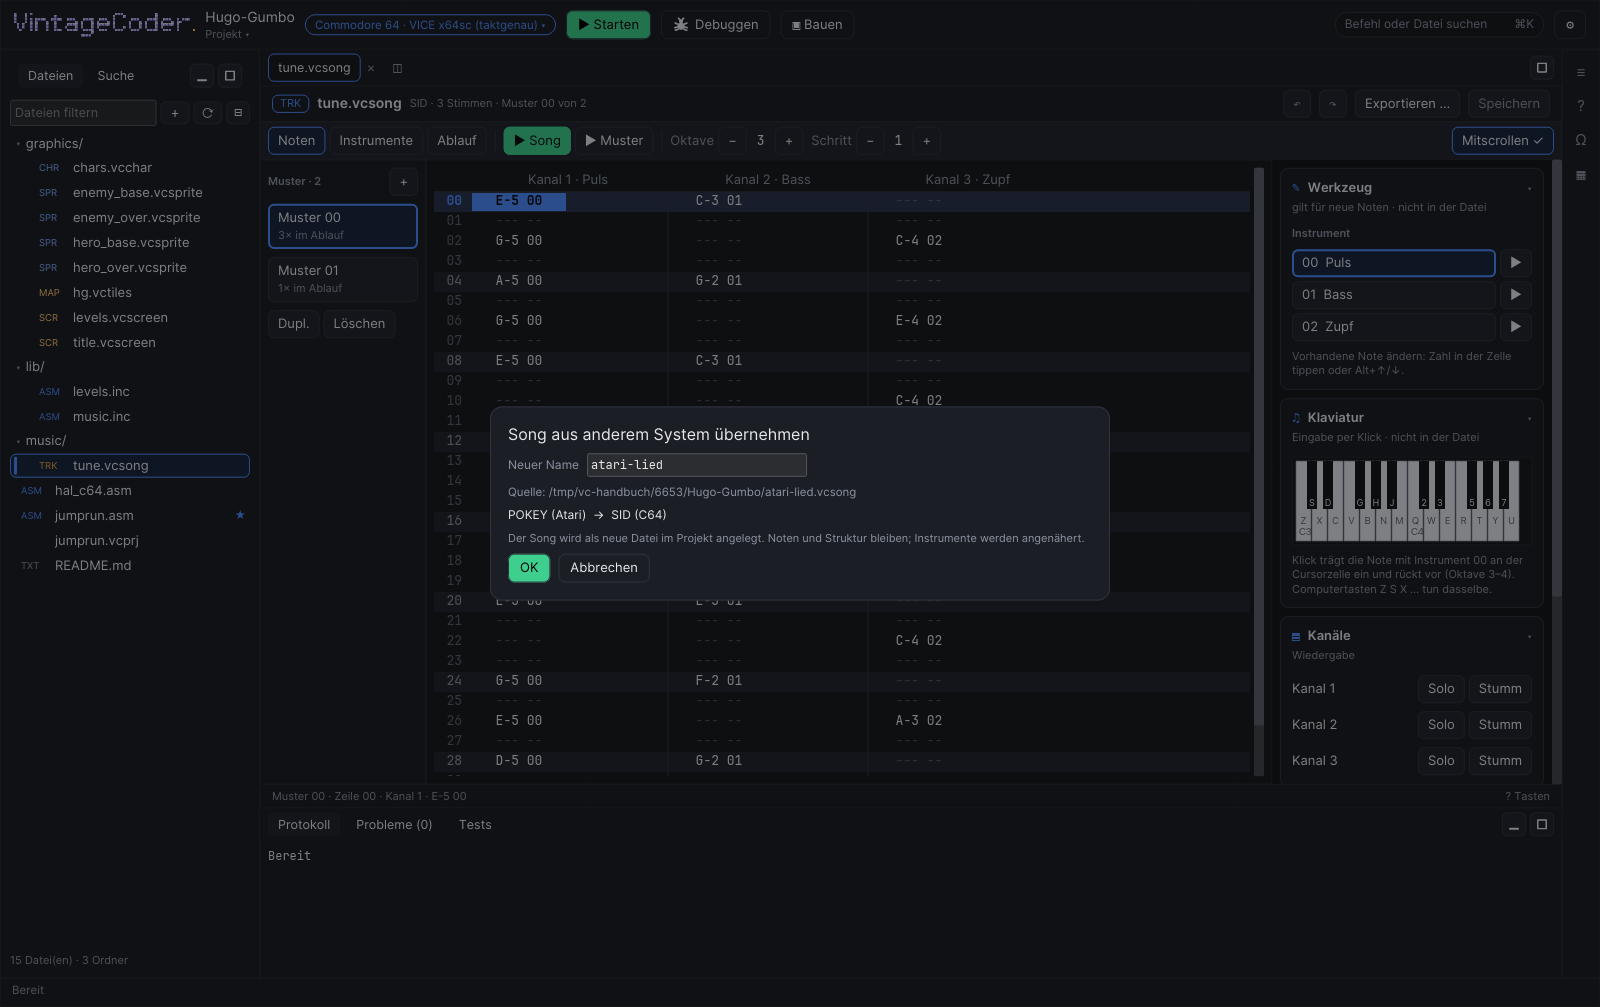 VintageCoder.
Hugo-Gumbo
Projekt
Commodore 64 · VICE x64sc (taktgenau)
Starten
Debuggen
Bauen
Befehl oder Datei suchen ⌘K
Dateien
Suche
Dateien filtern
+
graphics/
CHR chars.vcchar
SPR enemy_base.vcsprite
SPR enemy_over.vcsprite
SPR hero_base.vcsprite
SPR hero_over.vcsprite
MAP hg.vctiles
SCR levels.vcscreen
SCR title.vcscreen
lib/
ASM levels.inc
ASM music.inc
music/
TRK tune.vcsong
ASM hal_c64.asm
ASM jumprun.asm ★
jumprun.vcprj
TXT README.md
15 Datei(en) · 3 Ordner
Bereit
tune.vcsong ×
TRK tune.vcsong SID · 3 Stimmen · Muster 00 von 2
Exportieren ...
Speichern
Noten
Instrumente
Ablauf
Song
Muster
Oktave − 3 +
Schritt − 1 +
Mitscrollen ✓
Muster · 2
+
Muster 00
3× im Ablauf
Muster 01
1× im Ablauf
Dupl.
Löschen
Kanal 1 · Puls Kanal 2 · Bass Kanal 3 · Zupf
00 E-5 00 C-3 01 --- --
01 --- -- --- -- --- --
02 G-5 00 --- -- C-4 02
03 --- -- --- -- --- --
04 A-5 00 G-2 01 --- --
05 --- -- --- -- --- --
06 G-5 00 --- -- E-4 02
07 --- -- --- -- --- --
08 E-5 00 C-3 01 --- --
09 --- -- --- -- --- --
10 --- -- --- -- C-4 02
11
12
13
14
15
16
17
18
19
20 --- --
21 --- -- --- -- --- --
22 --- -- --- -- C-4 02
23 --- -- --- -- --- --
24 G-5 00 F-2 01 --- --
25 --- -- --- -- --- --
26 E-5 00 --- -- A-3 02
27 --- -- --- -- --- --
28 D-5 00 G-2 01 --- --
Song aus anderem System übernehmen
Neuer Name atari-lied
Quelle: /tmp/vc-handbuch/6653/Hugo-Gumbo/atari-lied.vcsong
POKEY (Atari) → SID (C64)
Der Song wird als neue Datei im Projekt angelegt. Noten und Struktur bleiben; Instrumente werden angenähert.
OK
Abbrechen
Werkzeug
gilt für neue Noten · nicht in der Datei
Instrument
00 Puls
01 Bass
02 Zupf
Vorhandene Note ändern: Zahl in der Zelle
tippen oder Alt+↑/↓.
Klaviatur
Eingabe per Klick · nicht in der Datei
S D G H J 2 3 5 6 7
Z X C V B N M Q W E R T Y U
C3 C4
Klick trägt die Note mit Instrument 00 an der
Cursorzelle ein und rückt vor (Oktave 3–4).
Computertasten Z S X ... tun dasselbe.
Kanäle
Wiedergabe
Kanal 1 Solo Stumm
Kanal 2 Solo Stumm
Kanal 3 Solo Stumm
≡
?
Ω
Muster 00 · Zeile 00 · Kanal 1 · E-5 00
? Tasten
Protokoll
Probleme (0)
Tests
Bereit